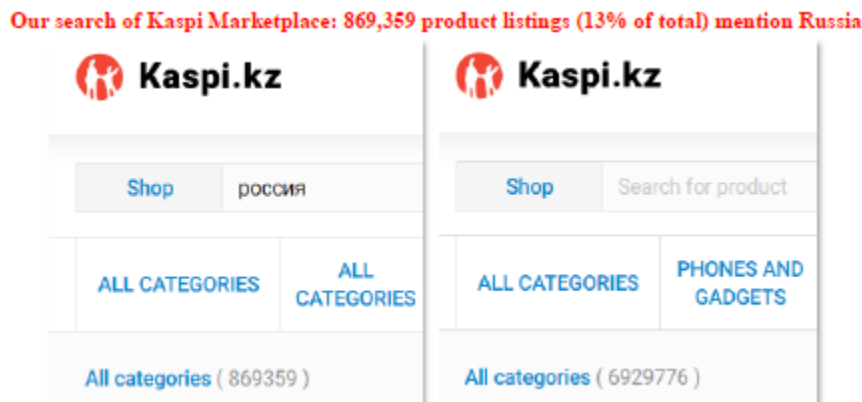 Our search of Kaspi Marketplace: 869,359 product listings (13% of total) mention Russia
Kaspi.kz
Shop
россия
ALL CATEGORIES
ALL
CATEGORIES
All categories ( 869359 )
Kaspi.kz
Shop
Search for product
ALL CATEGORIES
PHONES AND
GADGETS
All categories ( 6929776 )